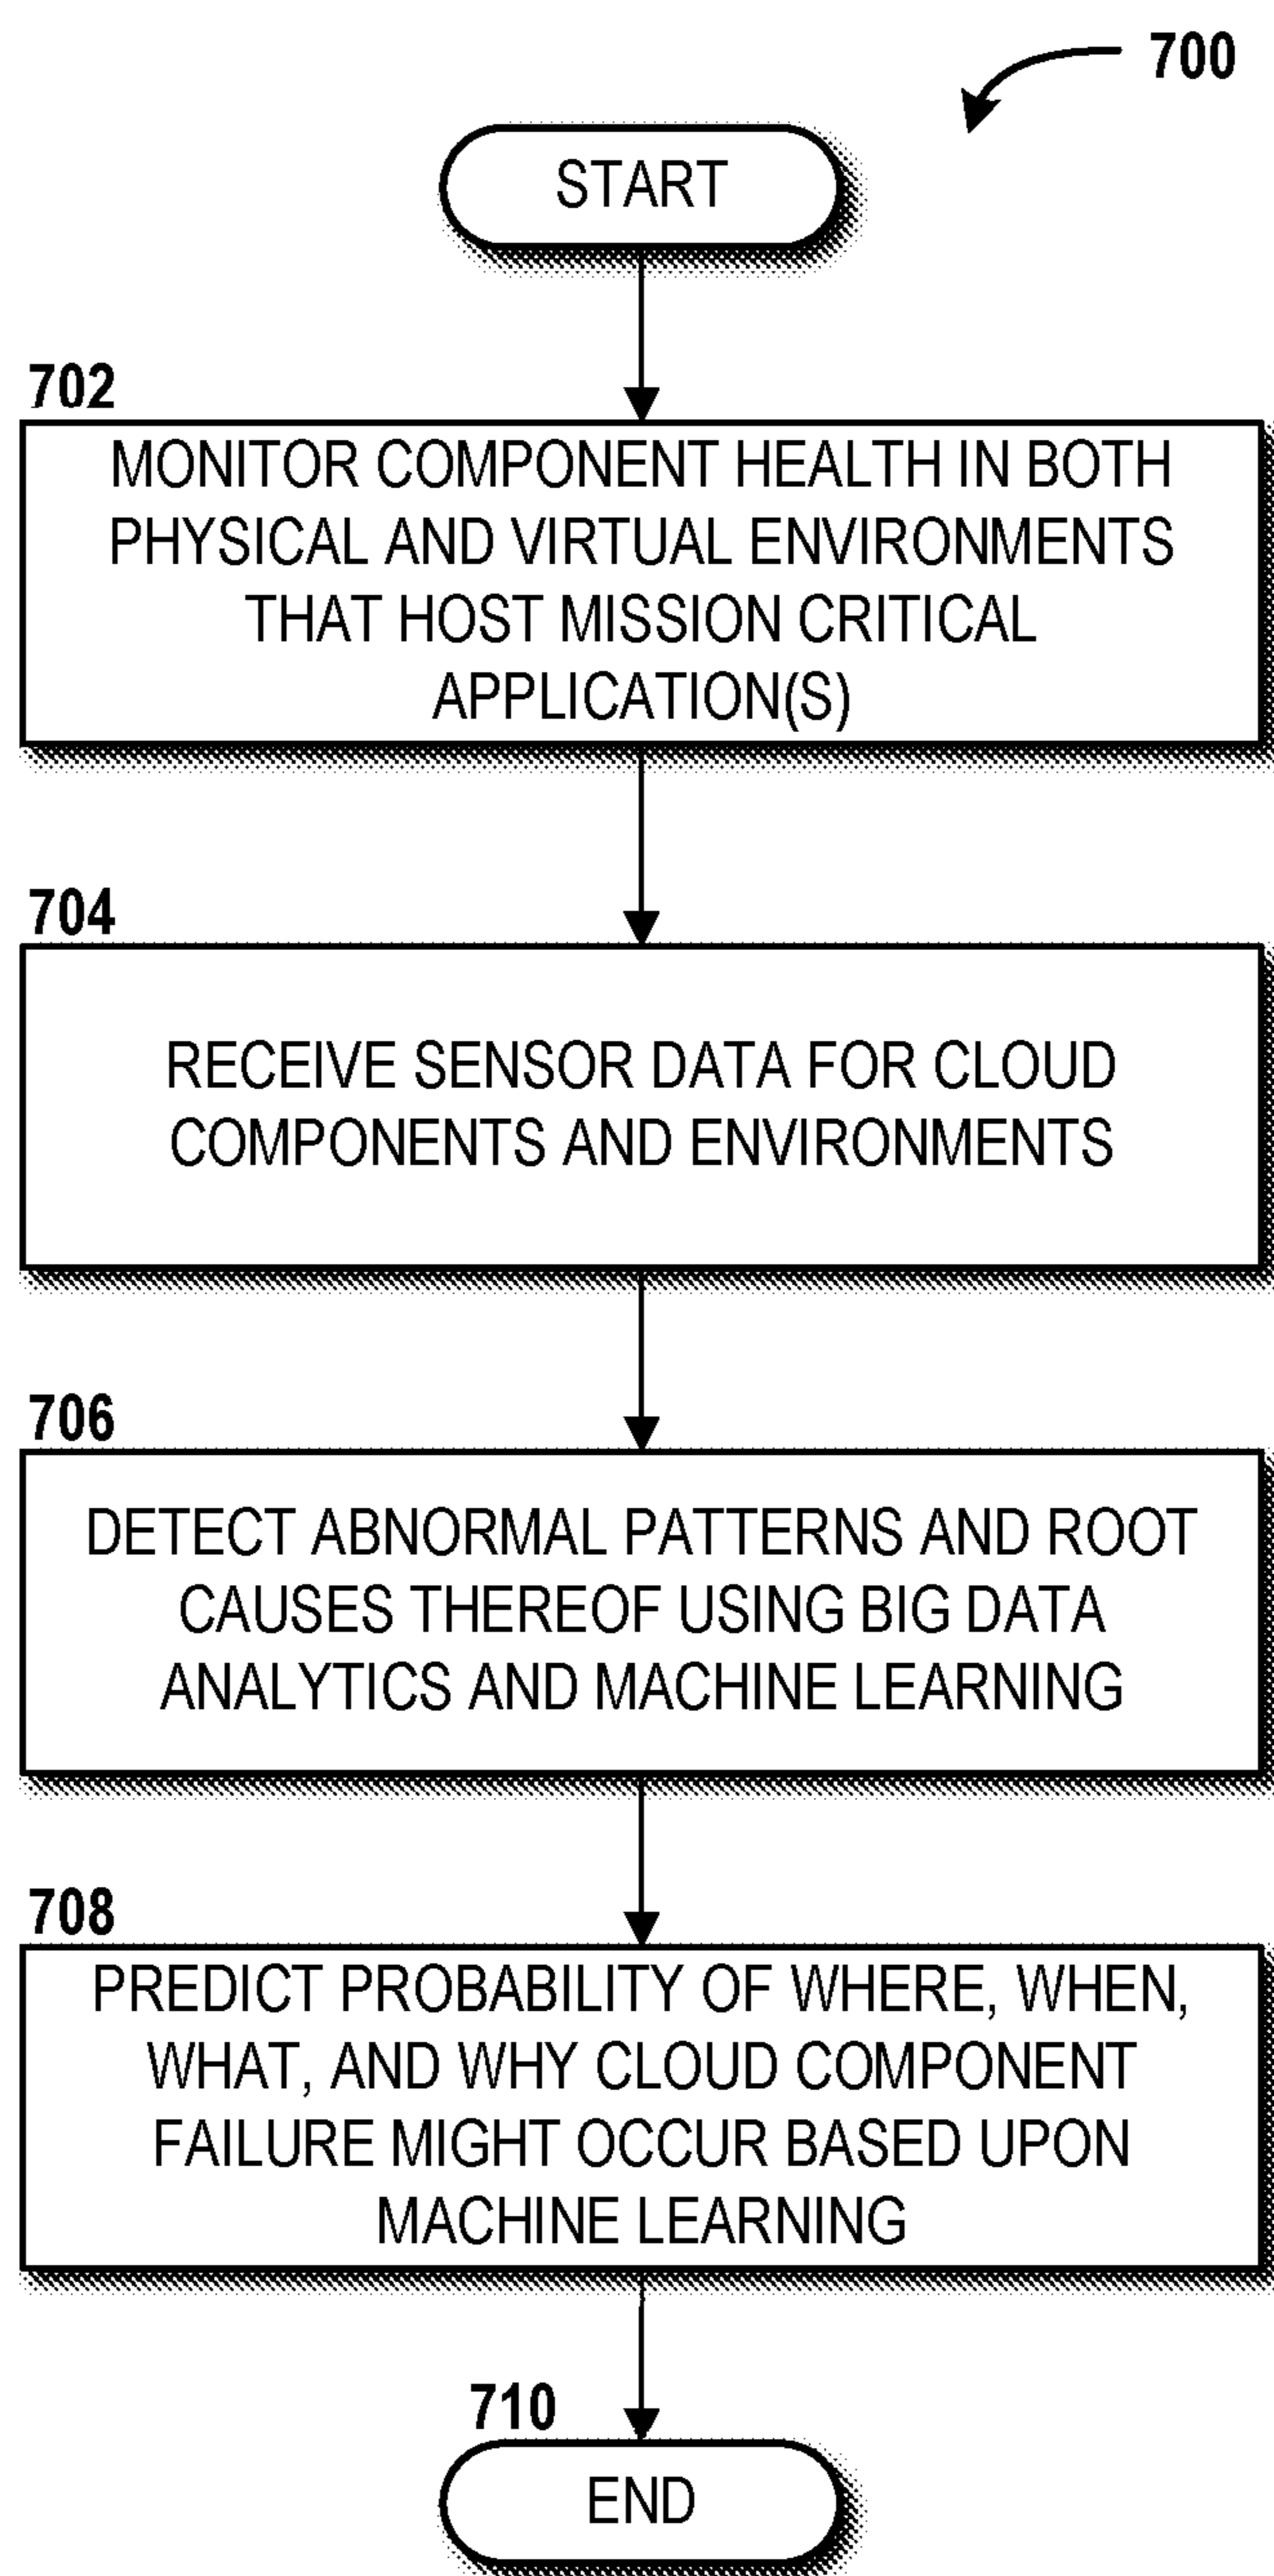 700
START
702
MONITOR COMPONENT HEALTH IN BOTH
PHYSICAL AND VIRTUAL ENVIRONMENTS
THAT HOST MISSION CRITICAL
APPLICATION(S)
704
RECEIVE SENSOR DATA FOR CLOUD
COMPONENTS AND ENVIRONMENTS
706
DETECT ABNORMAL PATTERNS AND ROOT
CAUSES THEREOF USING BIG DATA
ANALYTICS AND MACHINE LEARNING
708
PREDICT PROBABILITY OF WHERE, WHEN,
WHAT, AND WHY CLOUD COMPONENT
FAILURE MIGHT OCCUR BASED UPON
MACHINE LEARNING
710
END